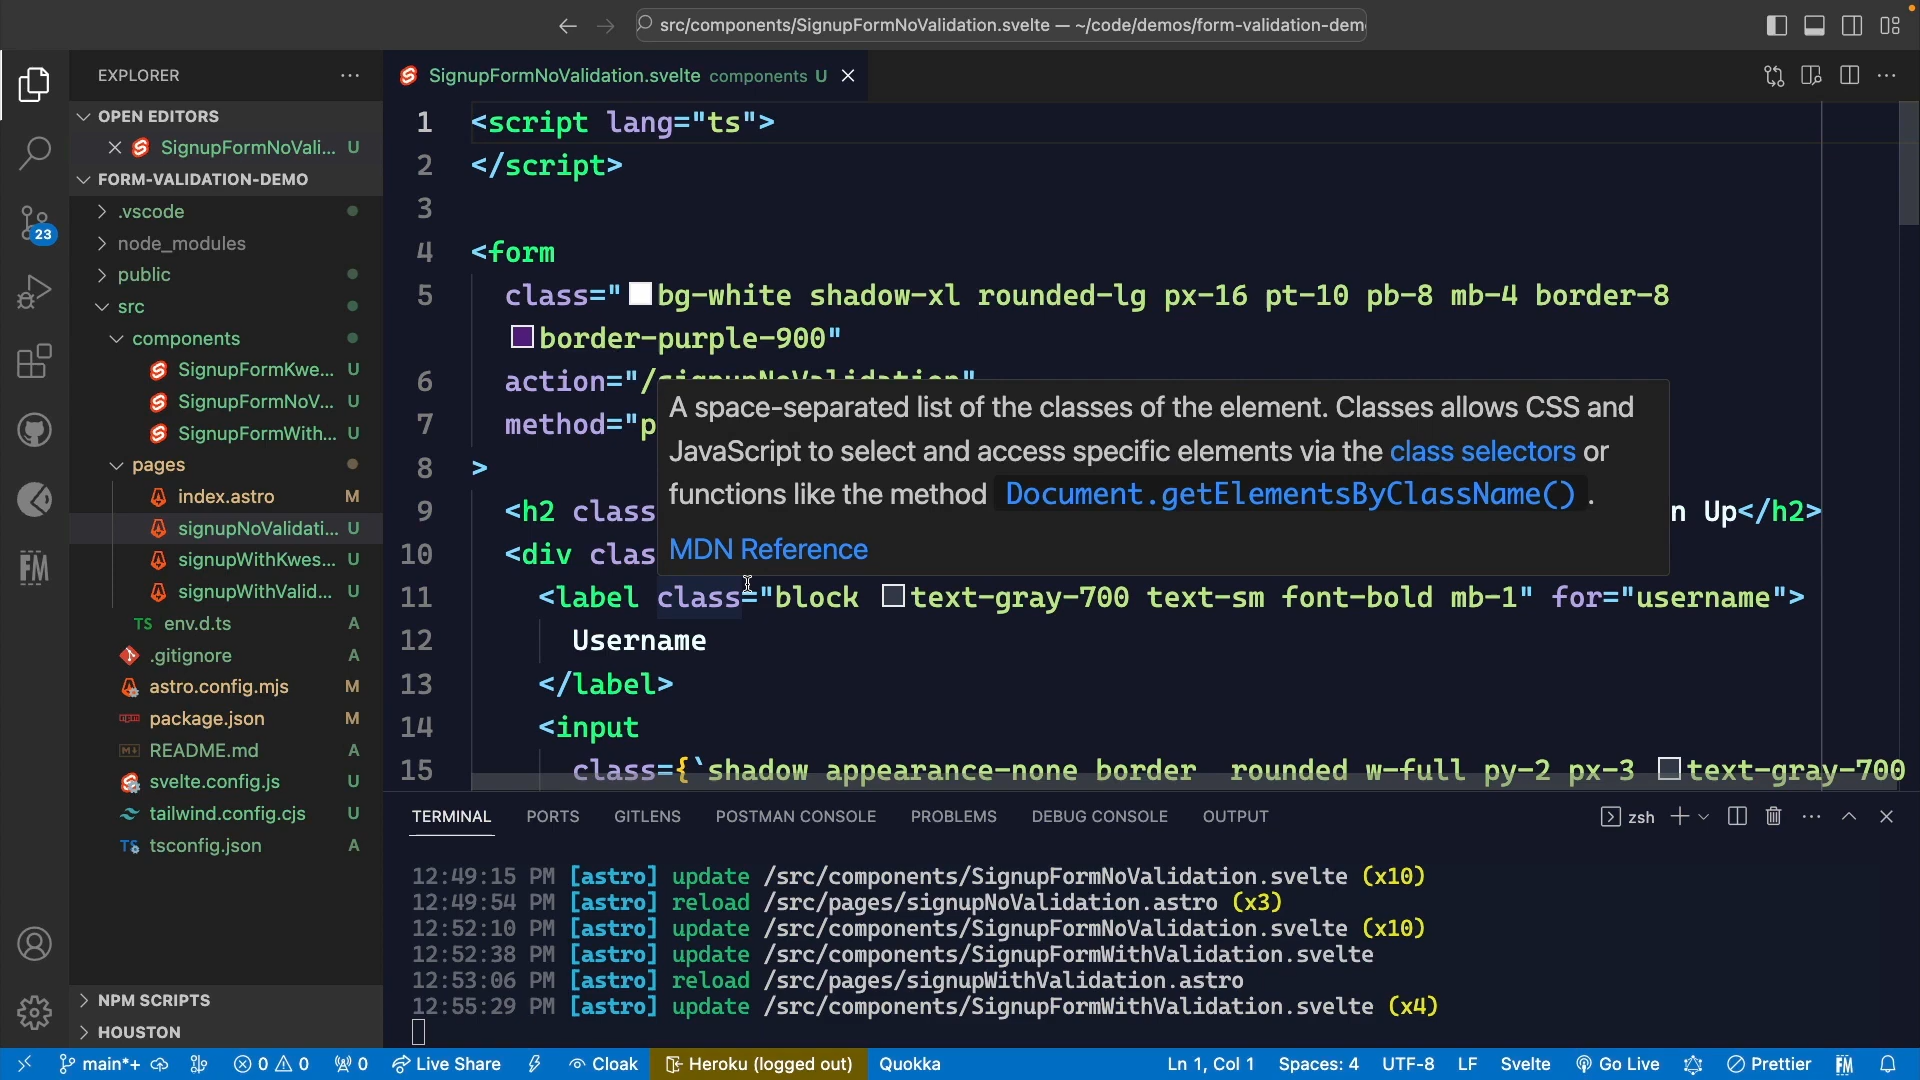 src/components/SignupFormNoValidation.svelte — ~/code/demos/form-validation-dem
EXPLORER
OPEN EDITORS
SignupFormNoVali... U
FORM-VALIDATION-DEMO
.vscode
node_modules
public
src
components
SignupFormKwe... U
SignupFormNoV... U
SignupFormWith... U
pages
index.astro M
signupNoValidati... U
signupWithKwes... U
signupWithValid... U
TS env.d.ts A
.gitignore A
astro.config.mjs M
package.json M
README.md A
svelte.config.js U
tailwind.config.cjs U
TS tsconfig.json A
NPM SCRIPTS
HOUSTON
23
FM
SignupFormNoValidation.svelte components U
1 <script lang="ts">
2 </script>
3
4 <form
5 class="bg-white shadow-xl rounded-lg px-16 pt-10 pb-8 mb-4 border-8
border-purple-900"
6 action="/signupNoValidation"
7 method="p
8 >
9 <h2 class n Up</h2>
10 <div clas
11 <label class="block text-gray-700 text-sm font-bold mb-1" for="username">
12 Username
13 </label>
14 <input
15 class={`shadow appearance-none border rounded w-full py-2 px-3 text-gray-700
A space-separated list of the classes of the element. Classes allows CSS and
JavaScript to select and access specific elements via the class selectors or
functions like the method Document.getElementsByClassName() .
MDN Reference
TERMINAL PORTS GITLENS POSTMAN CONSOLE PROBLEMS DEBUG CONSOLE OUTPUT
zsh
12:49:15 PM [astro] update /src/components/SignupFormNoValidation.svelte (x10)
12:49:54 PM [astro] reload /src/pages/signupNoValidation.astro (x3)
12:52:10 PM [astro] update /src/components/SignupFormNoValidation.svelte (x10)
12:52:38 PM [astro] update /src/components/SignupFormWithValidation.svelte
12:53:06 PM [astro] reload /src/pages/signupWithValidation.astro
12:55:29 PM [astro] update /src/components/SignupFormWithValidation.svelte (x4)
main*+ 0 0 0 Live Share Cloak Heroku (logged out) Quokka Ln 1, Col 1 Spaces: 4 UTF-8 LF Svelte Go Live Prettier FM